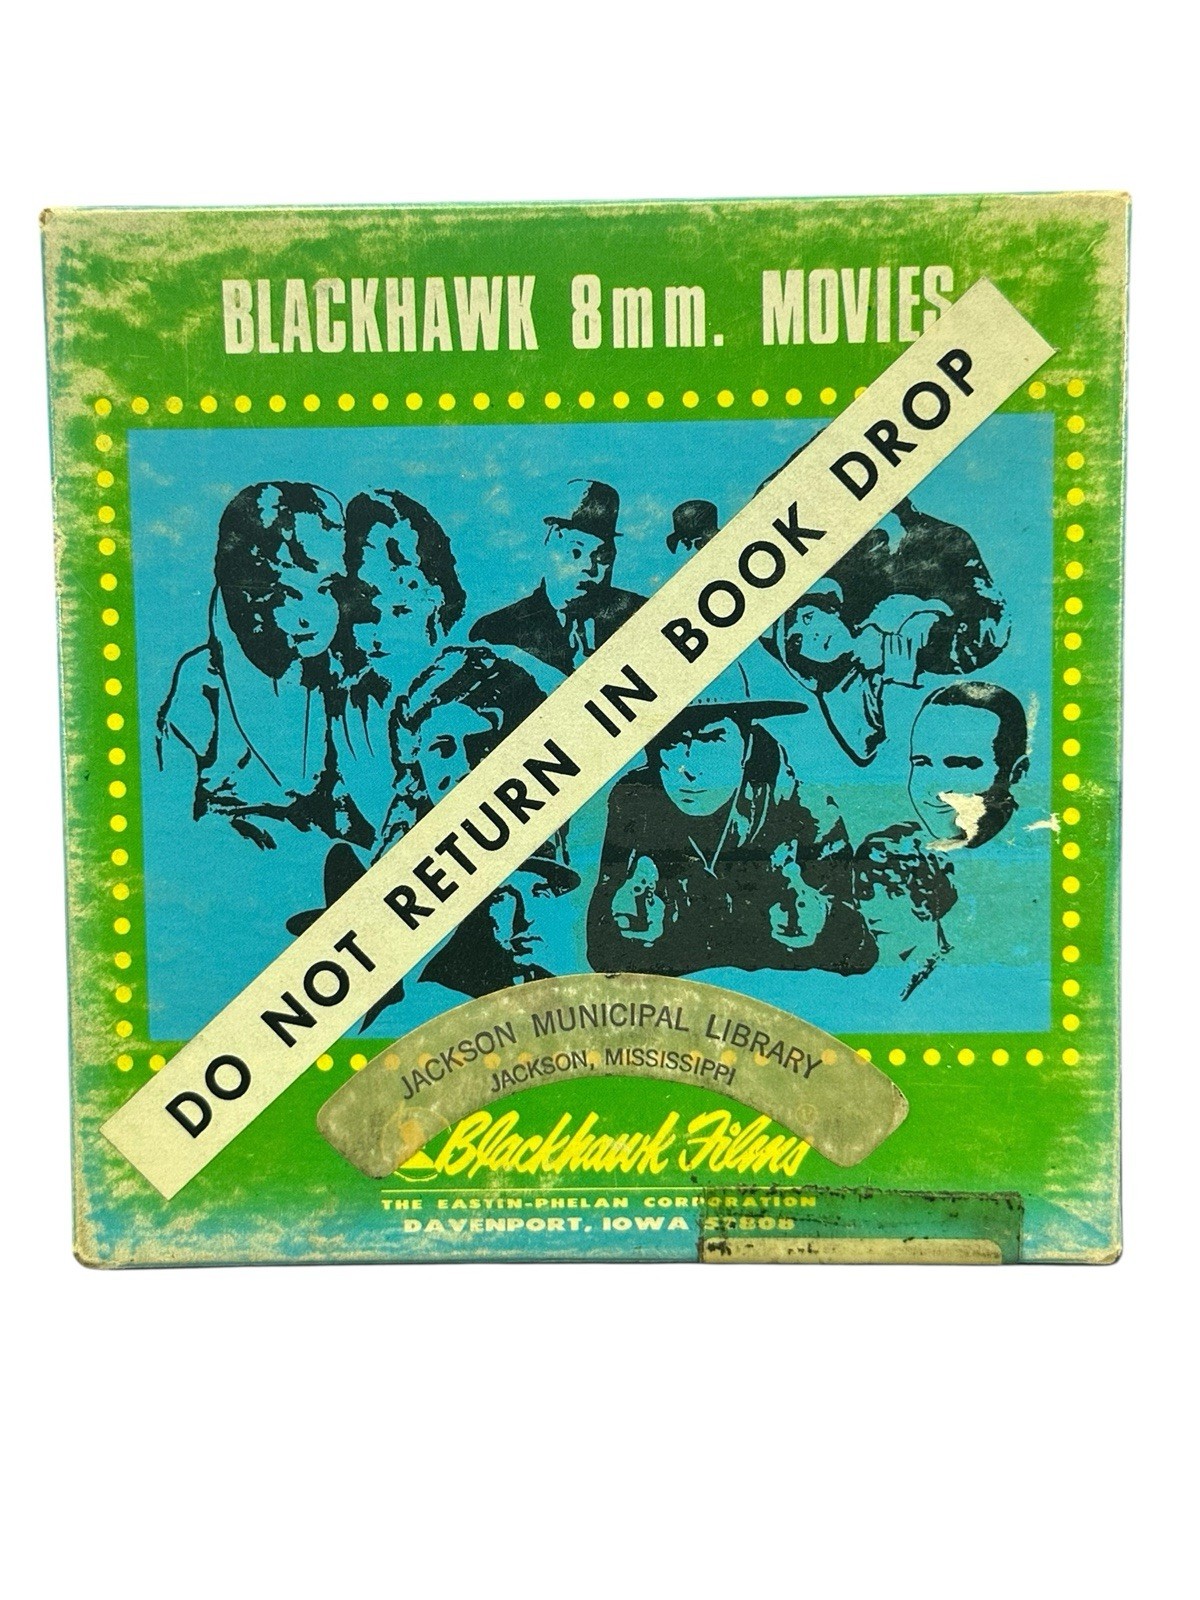 BLACKHAWK 8mm. MOVIES
DO NOT RETURN IN BOOK DROP
JACKSON MUNICIPAL LIBRARY
JACKSON, MISSISSIPPI
Blackhawk Films
THE EASTIN-PHELAN CORPORATION
DAVENPORT, IOWA 52808